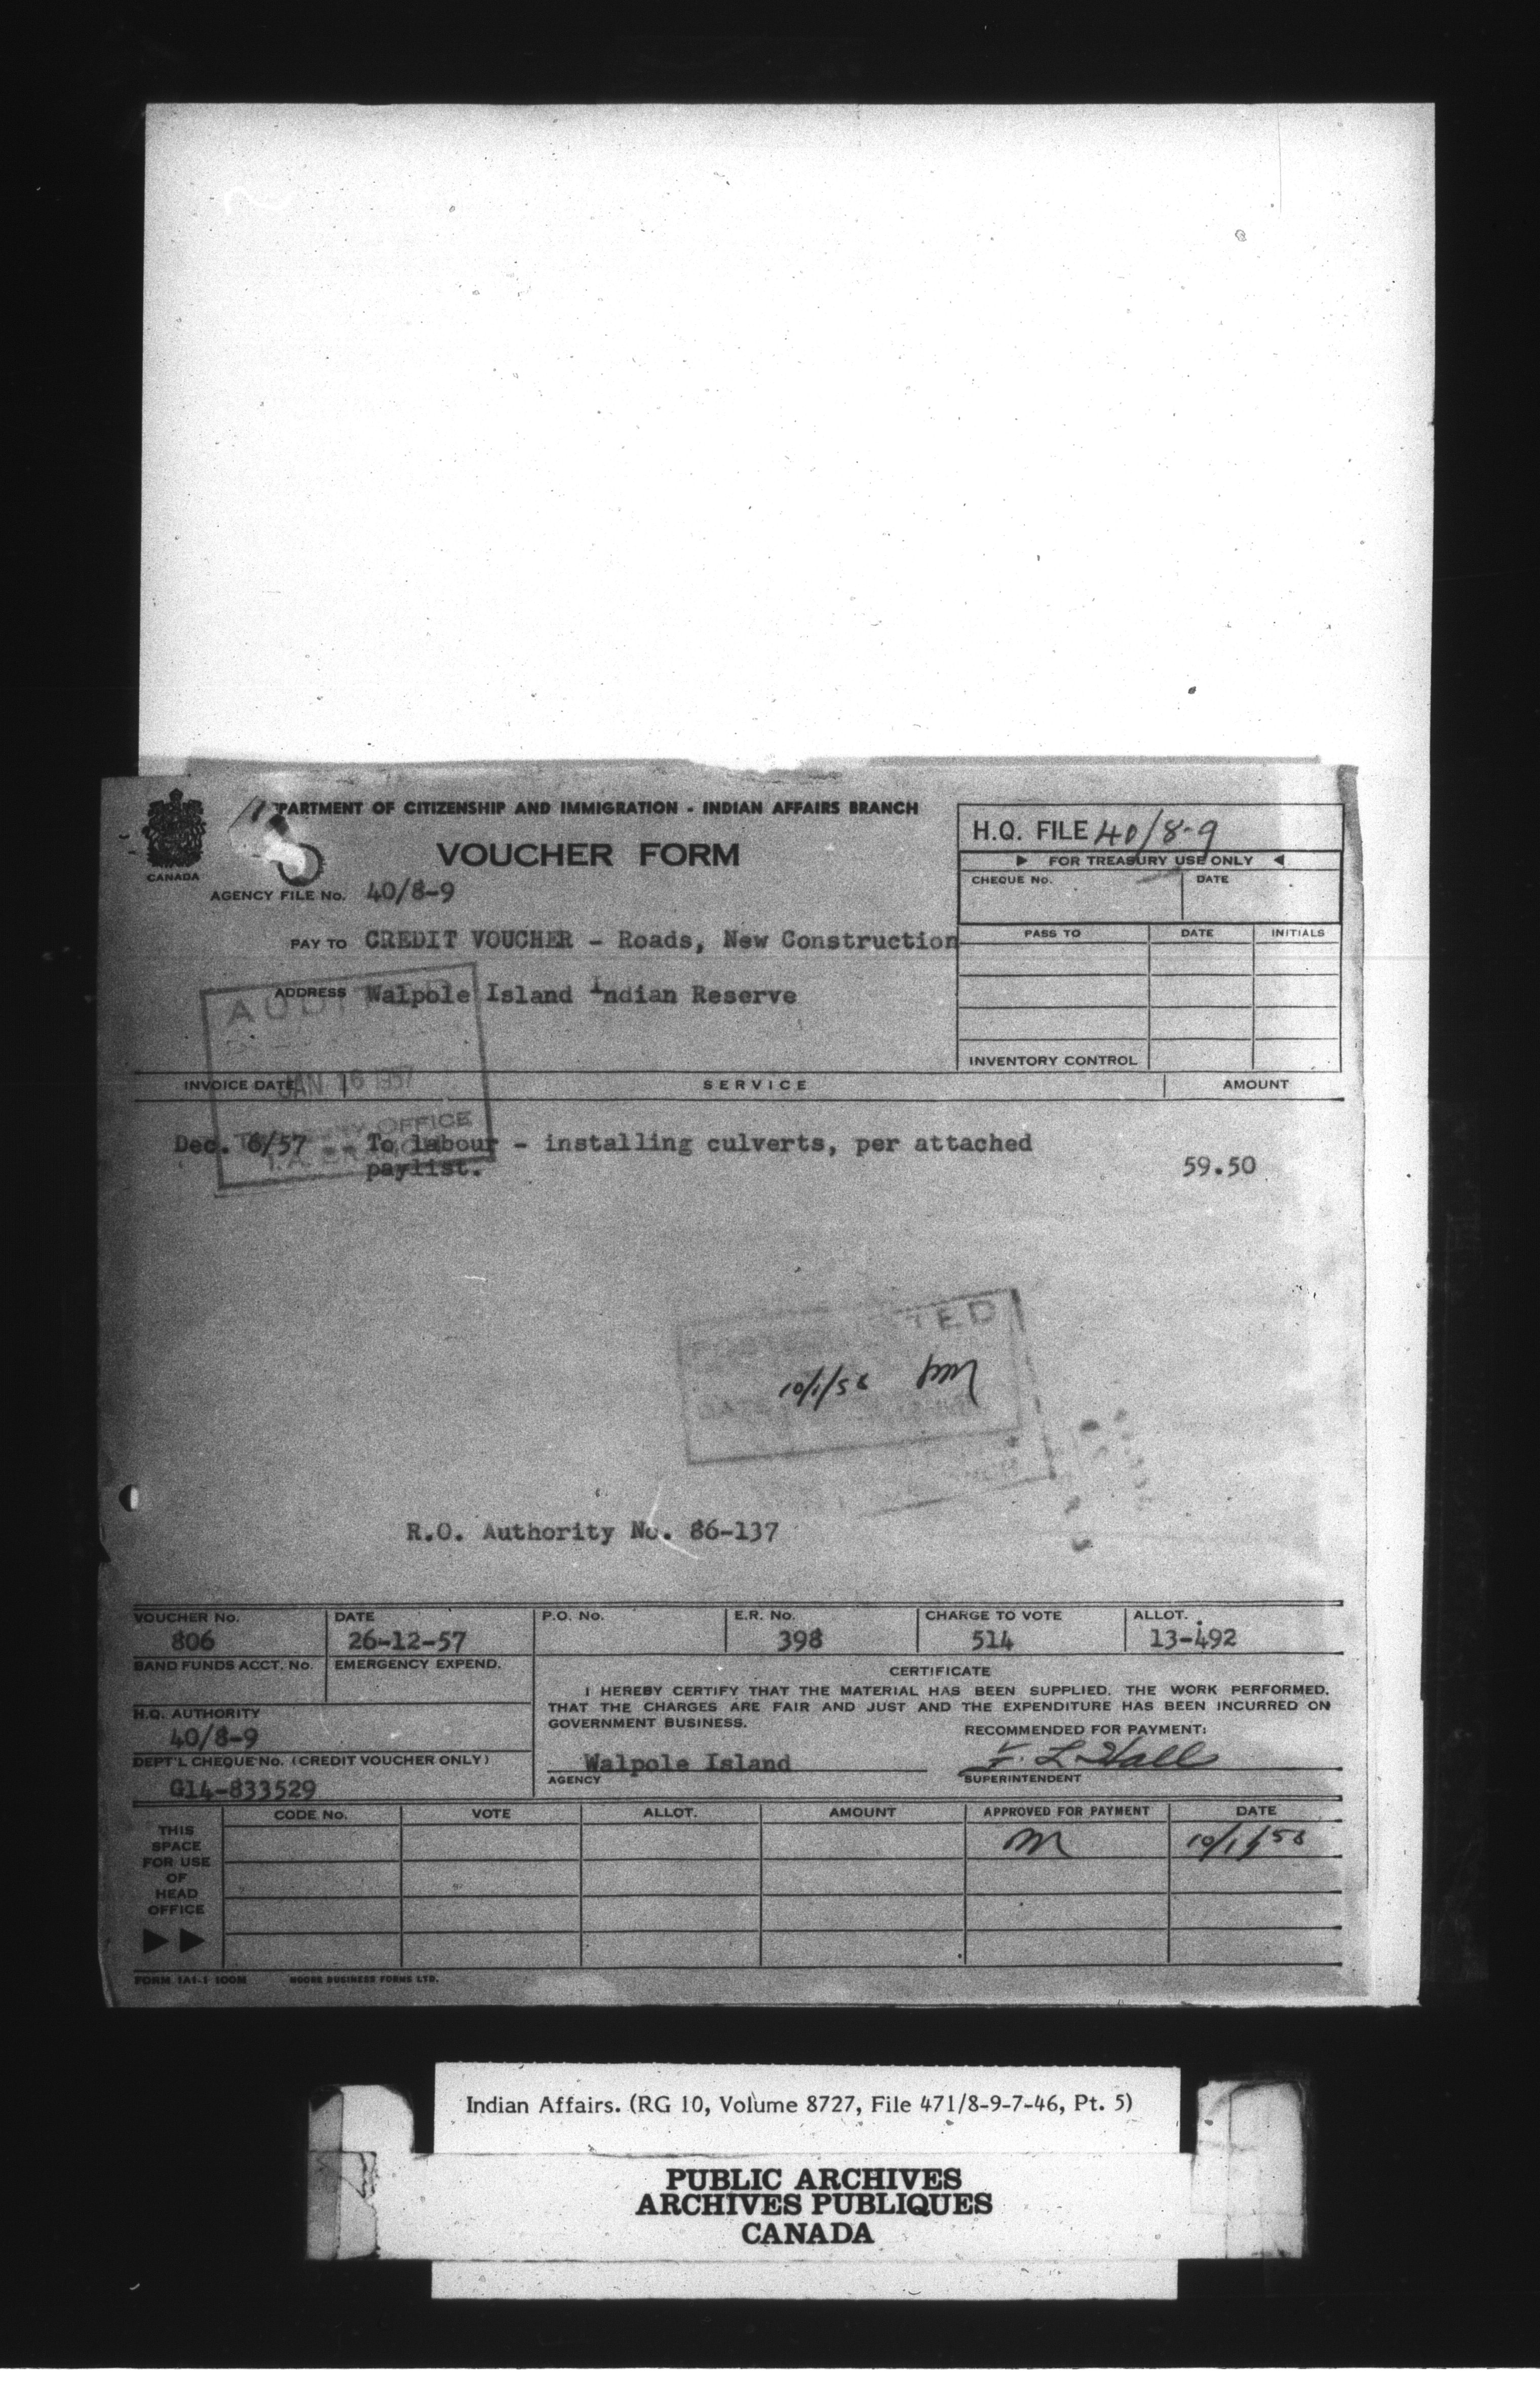 PARTMENT OF CITIZENSHIP AND IMMIGRATION - INDIAN AFFAIRS BRANCH
CANADA
VOUCHER FORM
H.Q. FILE 40/8-9
FOR TREASURY USE ONLY
CHEQUE No. DATE
AGENCY FILE No. 40/8-9
PAY TO CREDIT VOUCHER - Roads, New Construction
PASS TO DATE INITIALS
ADDRESS Walpole Island Indian Reserve
INVENTORY CONTROL
JAN 16 1957
INVOICE DATE SERVICE AMOUNT
OFFICE
Dec. 6/57 -- To labour - installing culverts, per attached
paylist. 59.50
TED
10/1/58
DATE
R.O. Authority No. 86-137
VOUCHER No. DATE P.O. No. E.R. No. CHARGE TO VOTE ALLOT.
806 26-12-57 398 514 13-492
BAND FUNDS ACCT. No. EMERGENCY EXPEND.
CERTIFICATE
I HEREBY CERTIFY THAT THE MATERIAL HAS BEEN SUPPLIED, THE WORK PERFORMED,
THAT THE CHARGES ARE FAIR AND JUST AND THE EXPENDITURE HAS BEEN INCURRED ON
GOVERNMENT BUSINESS.
H.Q. AUTHORITY
40/8-9
RECOMMENDED FOR PAYMENT:
DEPT'L CHEQUE No. (CREDIT VOUCHER ONLY)
G14-833529
Walpole Island
AGENCY
F. L. Hall
SUPERINTENDENT
CODE No. VOTE ALLOT. AMOUNT APPROVED FOR PAYMENT DATE
M 10/1/58
THIS
SPACE
FOR USE
OF
HEAD
OFFICE
FORM 1A1-1 100M MOORE BUSINESS FORMS LTD.
Indian Affairs. (RG 10, Volume 8727, File 471/8-9-7-46, Pt. 5)
PUBLIC ARCHIVES
ARCHIVES PUBLIQUES
CANADA